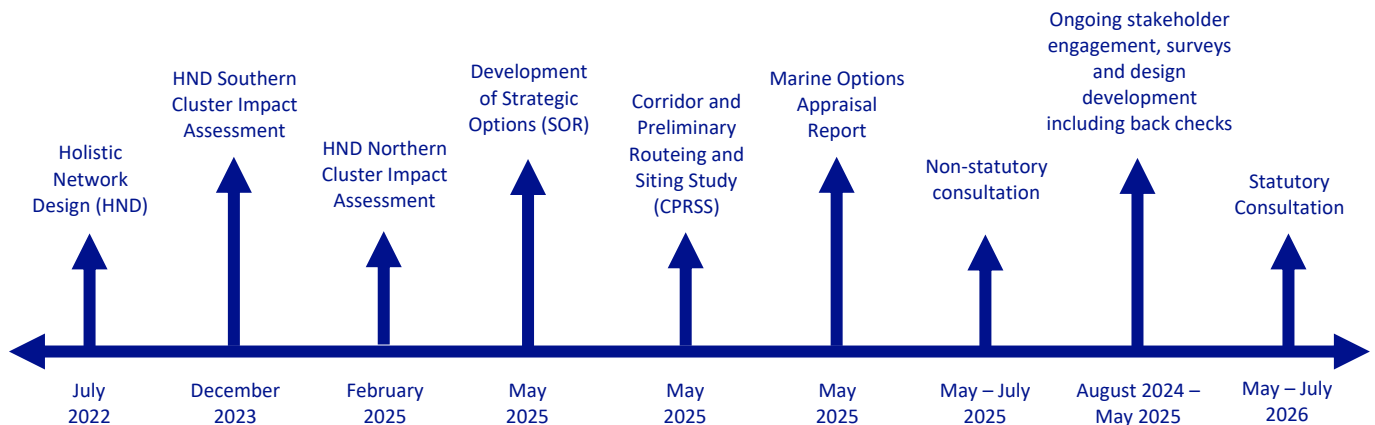 Holistic
Network
Design (HND)
July
2022
HND Southern
Cluster Impact
Assessment
December
2023
HND Northern
Cluster Impact
Assessment
February
2025
Development
of Strategic
Options (SOR)
May
2025
Corridor and
Preliminary
Routeing and
Siting Study
(CPRSS)
May
2025
Marine Options
Appraisal
Report
May
2025
Non-statutory
consultation
May – July
2025
Ongoing stakeholder
engagement, surveys
and design
development
including back checks
August 2024 –
May 2025
Statutory
Consultation
May – July
2026